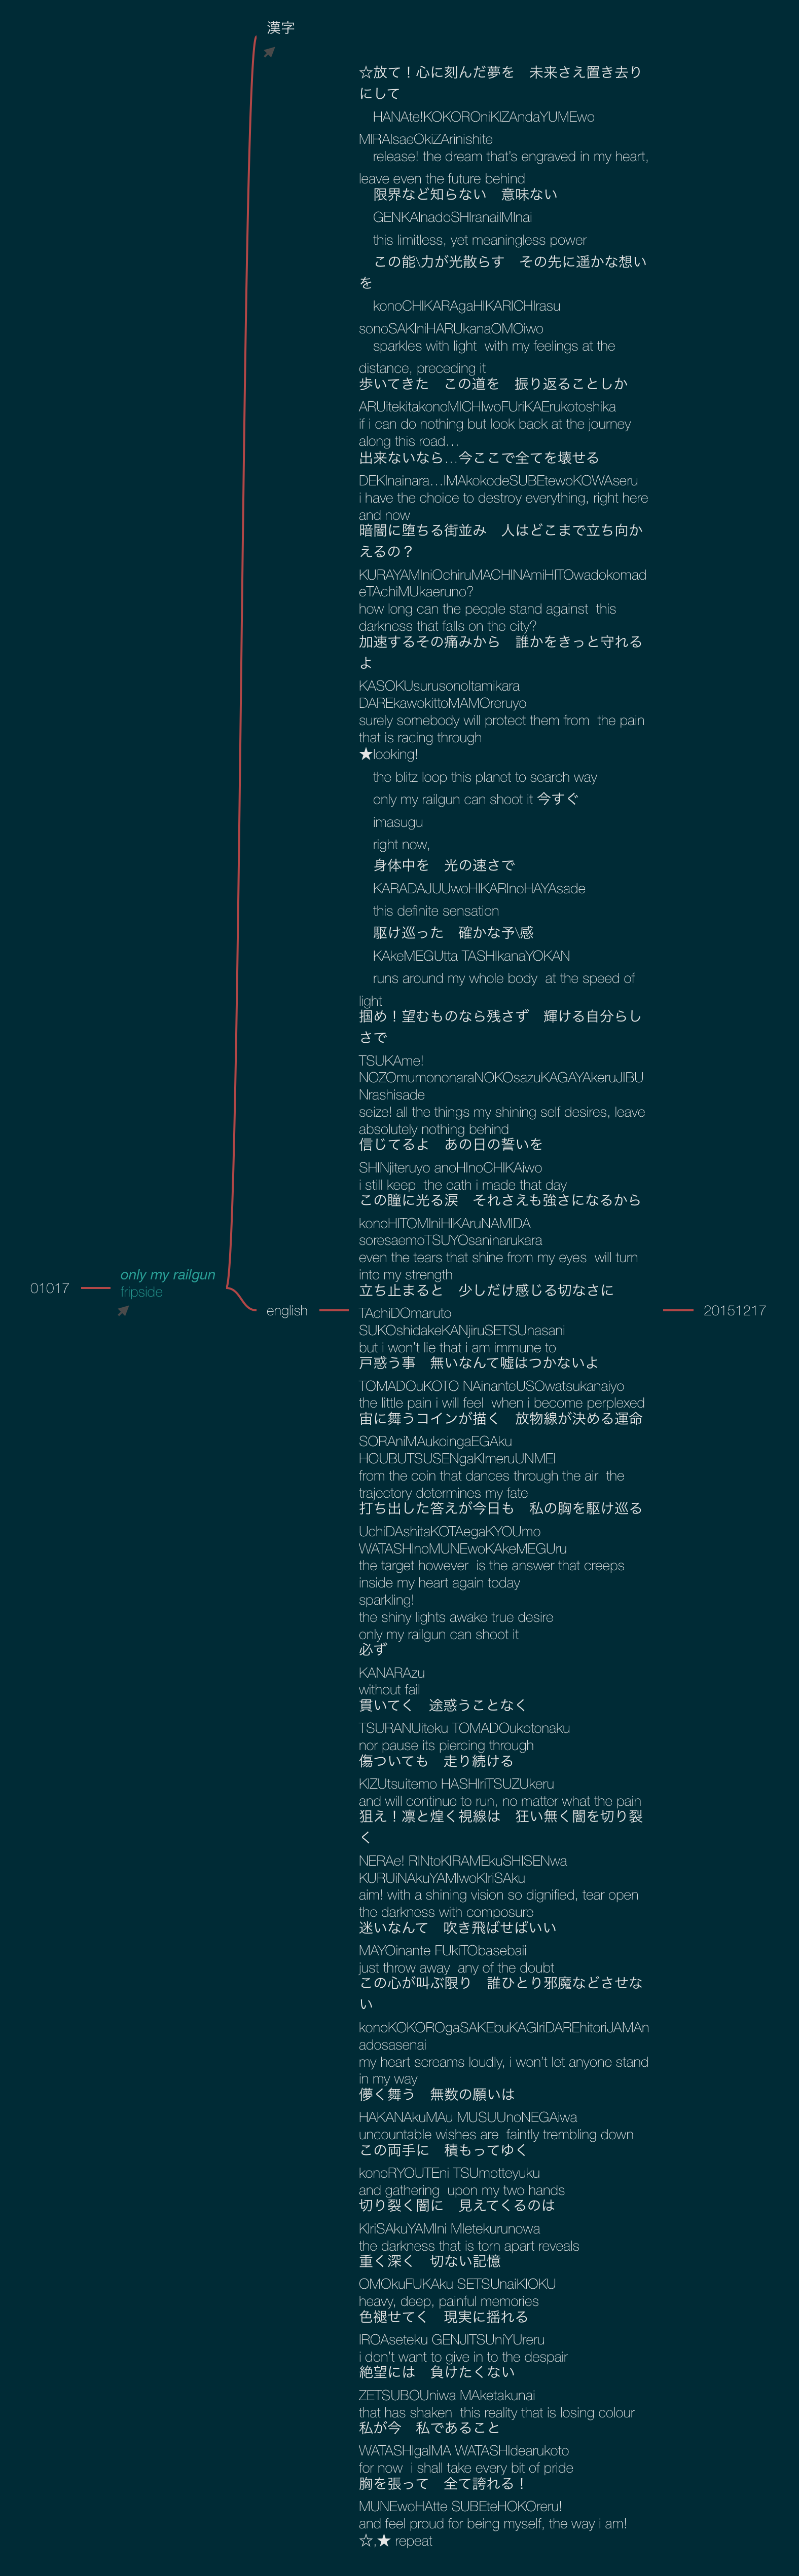 漢字
☆放て！心に刻んだ夢を　未来さえ置き去り
にして
HANAte!KOKOROniKIZAndaYUMEwo
MIRAIsaeOkiZArinishite
release! the dream that's engraved in my heart,
leave even the future behind
限界など知らない　意味ない
GENKAInadoSHIranaiIMInai
this limitless, yet meaningless power
この能\力が光散らす　その先に遥かな想い
を
konoCHIKARAgaHIKARICHIrasu
sonoSAKIniHARUkanaOMOiwo
sparkles with light  with my feelings at the
distance, preceding it
歩いてきた　この道を　振り返ることしか
ARUitekitakonoMICHIwoFUriKAErukotoshika
if i can do nothing but look back at the journey
along this road…
出来ないなら…今ここで全てを壊せる
DEKInainara…IMAkokodeSUBEtewoKOWAseru
i have the choice to destroy everything, right here
and now
暗闇に堕ちる街並み　人はどこまで立ち向か
えるの？
KURAYAMIniOchiruMACHINAmiHITOwadokomad
eTAchiMUkaeruno?
how long can the people stand against  this
darkness that falls on the city?
加速するその痛みから　誰かをきっと守れる
よ
KASOKUsurusonoItamikara
DAREkawokittoMAMOreruyo
surely somebody will protect them from  the pain
that is racing through
★looking!
the blitz loop this planet to search way
only my railgun can shoot it 今すぐ
imasugu
right now,
身体中を　光の速さで
KARADAJUUwoHIKARInoHAYAsade
this definite sensation
駆け巡った　確かな予\感
KAkeMEGUtta TASHIkanaYOKAN
runs around my whole body  at the speed of
light
掴め！望むものなら残さず　輝ける自分らし
さで
TSUKAme!
NOZOmumononaraNOKOsazuKAGAYAkeruJIBU
Nrashisade
seize! all the things my shining self desires, leave
absolutely nothing behind
信じてるよ　あの日の誓いを
SHINjiteruyo anoHInoCHIKAiwo
i still keep  the oath i made that day
この瞳に光る涙　それさえも強さになるから
konoHITOMIniHIKAruNAMIDA
soresaemoTSUYOsaninarukara
even the tears that shine from my eyes  will turn
into my strength
立ち止まると　少しだけ感じる切なさに
TAchiDOmaruto
SUKOshidakeKANjiruSETSUnasani
but i won't lie that i am immune to
戸惑う事　無いなんて嘘はつかないよ
TOMADOuKOTO NAinanteUSOwatsukanaiyo
the little pain i will feel  when i become perplexed
宙に舞うコインが描く　放物線が決める運命
SORAniMAukoingaEGAku
HOUBUTSUSENgaKImeruUNMEI
from the coin that dances through the air  the
trajectory determines my fate
打ち出した答えが今日も　私の胸を駆け巡る
UchiDAshitaKOTAegaKYOUmo
WATASHInoMUNEwoKAkeMEGUru
the target however  is the answer that creeps
inside my heart again today
sparkling!
the shiny lights awake true desire
only my railgun can shoot it
必ず
KANARAzu
without fail
貫いてく　途惑うことなく
TSURANUiteku TOMADOukotonaku
nor pause its piercing through
傷ついても　走り続ける
KIZUtsuitemo HASHIriTSUZUkeru
and will continue to run, no matter what the pain
狙え！凛と煌く視線は　狂い無く闇を切り裂
く
NERAe! RINtoKIRAMEkuSHISENwa
KURUiNAkuYAMIwoKIriSAku
aim! with a shining vision so dignified, tear open
the darkness with composure
迷いなんて　吹き飛ばせばいい
MAYOinante FUkiTObasebaii
just throw away  any of the doubt
この心が叫ぶ限り　誰ひとり邪魔などさせな
い
konoKOKOROgaSAKEbuKAGIriDAREhitoriJAMAn
adosasenai
my heart screams loudly, i won't let anyone stand
in my way
儚く舞う　無数の願いは
HAKANAkuMAu MUSUUnoNEGAiwa
uncountable wishes are  faintly trembling down
この両手に　積もってゆく
konoRYOUTEni TSUmotteyuku
and gathering  upon my two hands
切り裂く闇に　見えてくるのは
KIriSAkuYAMIni MIetekurunowa
the darkness that is torn apart reveals
重く深く　切ない記憶
OMOkuFUKAku SETSUnaiKIOKU
heavy, deep, painful memories
色褪せてく　現実に揺れる
IROAseteku GENJITSUniYUreru
i don't want to give in to the despair
絶望には　負けたくない
ZETSUBOUniwa MAketakunai
that has shaken  this reality that is losing colour
私が今　私であること
WATASHIgaIMA WATASHIdearukoto
for now  i shall take every bit of pride
胸を張って　全て誇れる！
MUNEwoHAtte SUBEteHOKOreru!
and feel proud for being myself, the way i am!
☆,★ repeat
01017
only my railgun
fripside
english
20151217